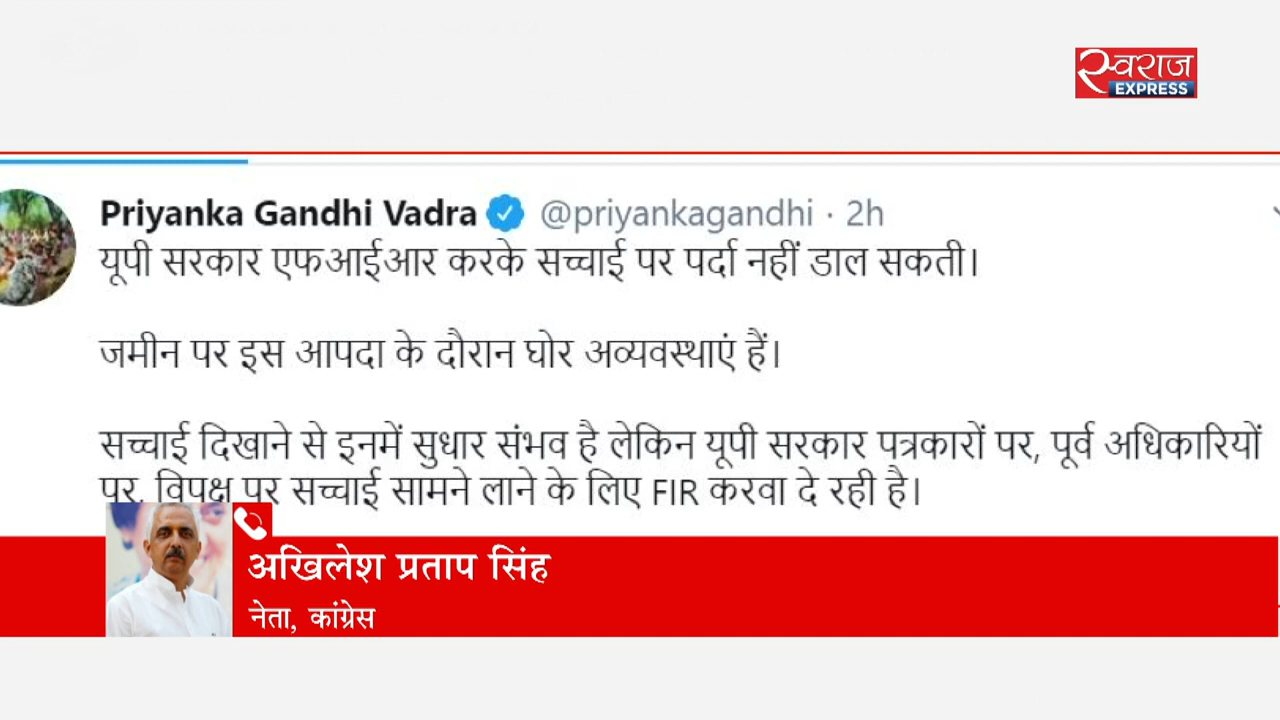 स्वराज
EXPRESS
Priyanka Gandhi Vadra @priyankagandhi · 2h
यूपी सरकार एफआईआर करके सच्चाई पर पर्दा नहीं डाल सकती।
जमीन पर इस आपदा के दौरान घोर अव्यवस्थाएं हैं।
सच्चाई दिखाने से इनमें सुधार संभव है लेकिन यूपी सरकार पत्रकारों पर, पूर्व अधिकारियों
पर, विपक्ष पर सच्चाई सामने लाने के लिए FIR करवा दे रही है।
अखिलेश प्रताप सिंह
नेता, कांग्रेस